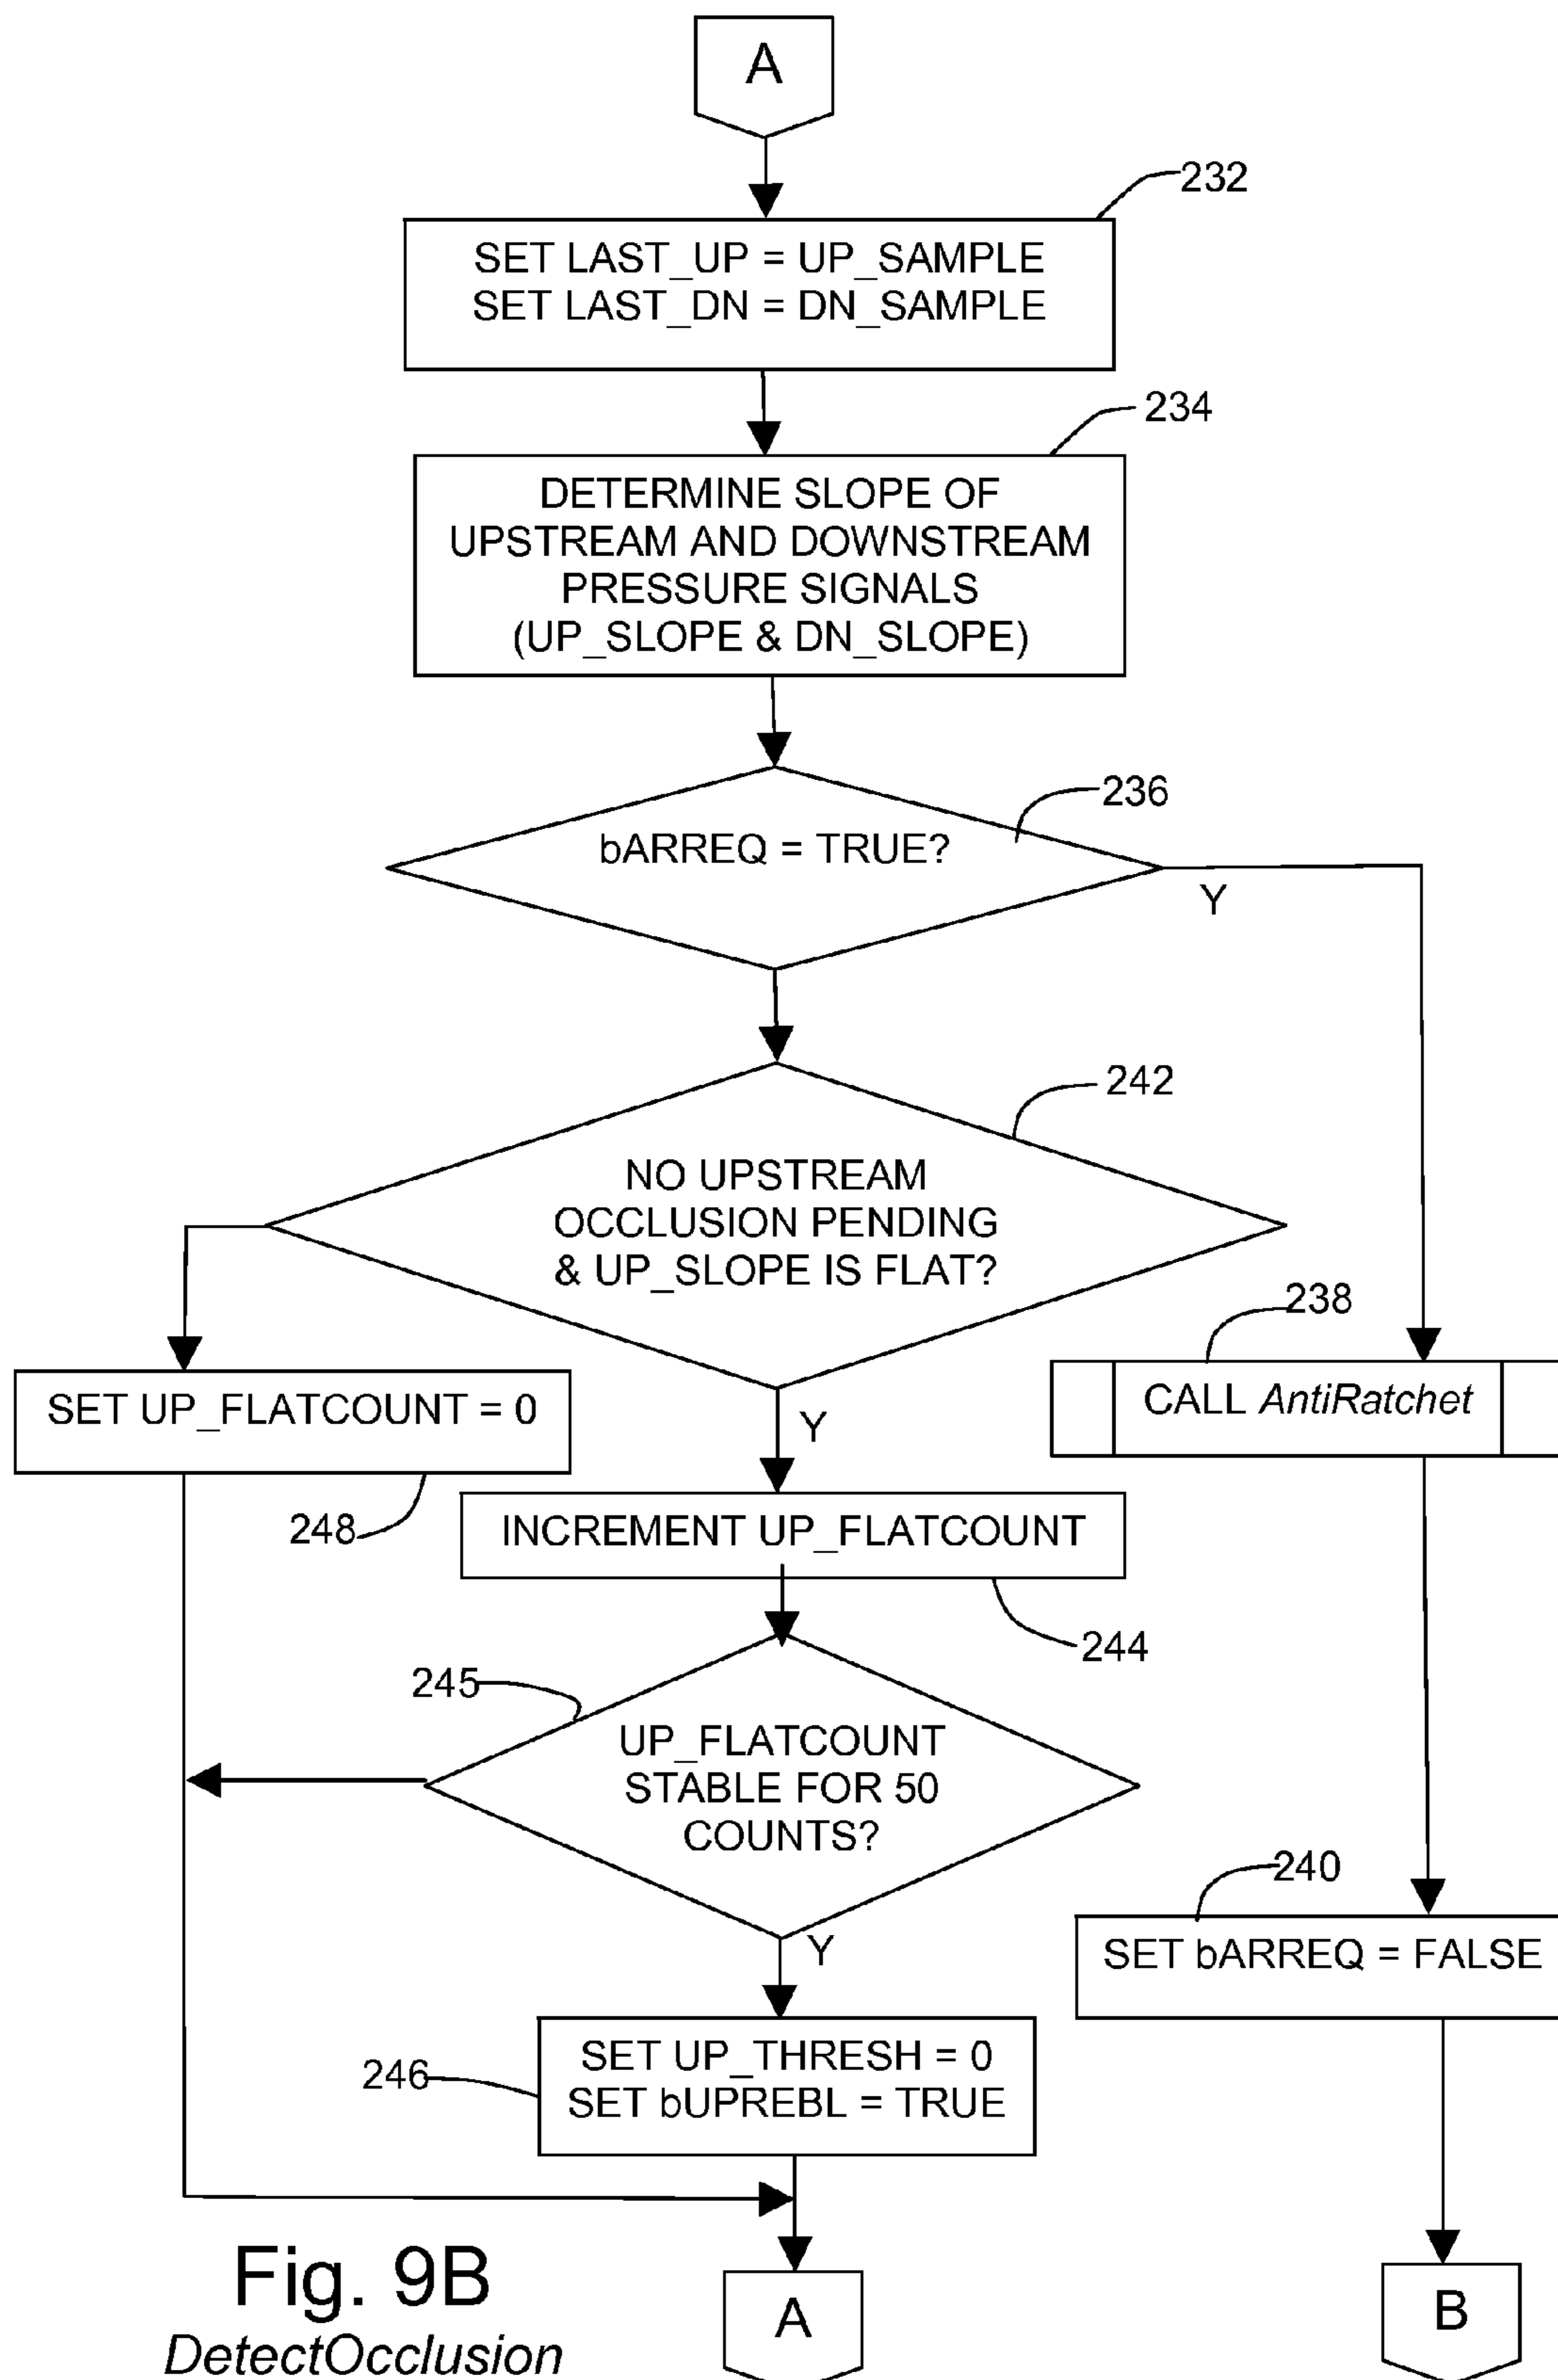 A
232
SET LAST_UP = UP_SAMPLE
SET LAST_DN = DN_SAMPLE
234
DETERMINE SLOPE OF
UPSTREAM AND DOWNSTREAM
PRESSURE SIGNALS
(UP_SLOPE & DN_SLOPE)
236
bARREQ = TRUE?
Y
242
NO UPSTREAM
OCCLUSION PENDING
& UP_SLOPE IS FLAT?
238
CALL AntiRatchet
SET UP_FLATCOUNT = 0
Y
248
INCREMENT UP_FLATCOUNT
244
245
UP_FLATCOUNT
STABLE FOR 50
COUNTS?
240
Y
SET bARREQ = FALSE
246
SET UP_THRESH = 0
SET bUPREBL = TRUE
Fig. 9B
DetectOcclusion
A
B